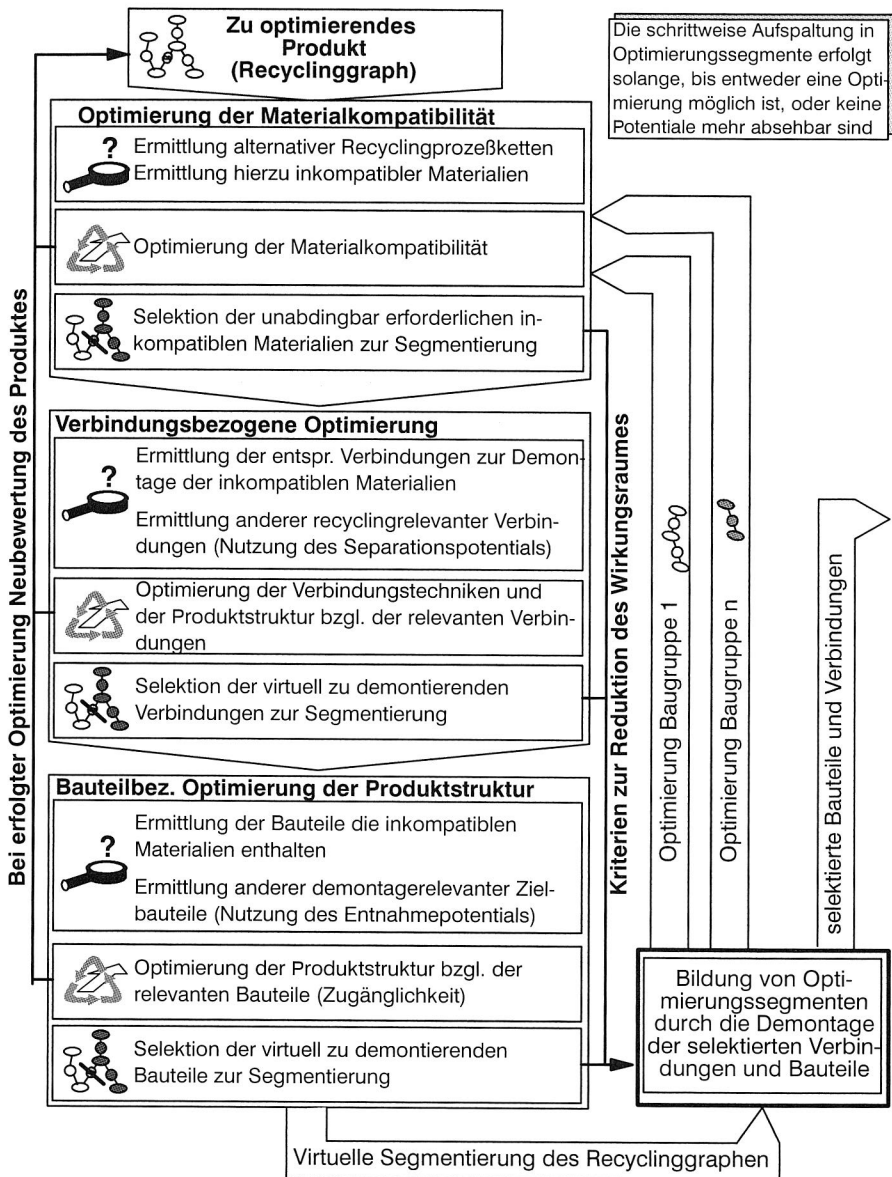 Zu optimierendes
Produkt
(Recyclinggraph)
Die schrittweise Aufspaltung in
Optimierungssegmente erfolgt
solange, bis entweder eine Opti-
mierung möglich ist, oder keine
Potentiale mehr absehbar sind
Optimierung der Materialkompatibilität
?
Ermittlung alternativer Recyclingprozeßketten
Ermittlung hierzu inkompatibler Materialien
Optimierung der Materialkompatibilität
Selektion der unabdingbar erforderlichen in-
kompatiblen Materialien zur Segmentierung
Verbindungsbezogene Optimierung
?
Ermittlung der entspr. Verbindungen zur Demon-
tage der inkompatiblen Materialien
Ermittlung anderer recyclingrelevanter Verbin-
dungen (Nutzung des Separationspotentials)
Optimierung der Verbindungstechniken und
der Produktstruktur bzgl. der relevanten Verbin-
dungen
Selektion der virtuell zu demontierenden
Verbindungen zur Segmentierung
Bauteilbez. Optimierung der Produktstruktur
?
Ermittlung der Bauteile die inkompatiblen
Materialien enthalten
Ermittlung anderer demontagerelevanter Ziel-
bauteile (Nutzung des Entnahmepotentials)
Optimierung der Produktstruktur bzgl. der
relevanten Bauteile (Zugänglichkeit)
Selektion der virtuell zu demontierenden
Bauteile zur Segmentierung
Bei erfolgter Optimierung Neubewertung des Produktes
Kriterien zur Reduktion des Wirkungsraumes
Optimierung Baugruppe 1
Optimierung Baugruppe n
selektierte Bauteile und Verbindungen
Bildung von Opti-
mierungssegmenten
durch die Demontage
der selektierten Verbin-
dungen und Bauteile
Virtuelle Segmentierung des Recyclinggraphen